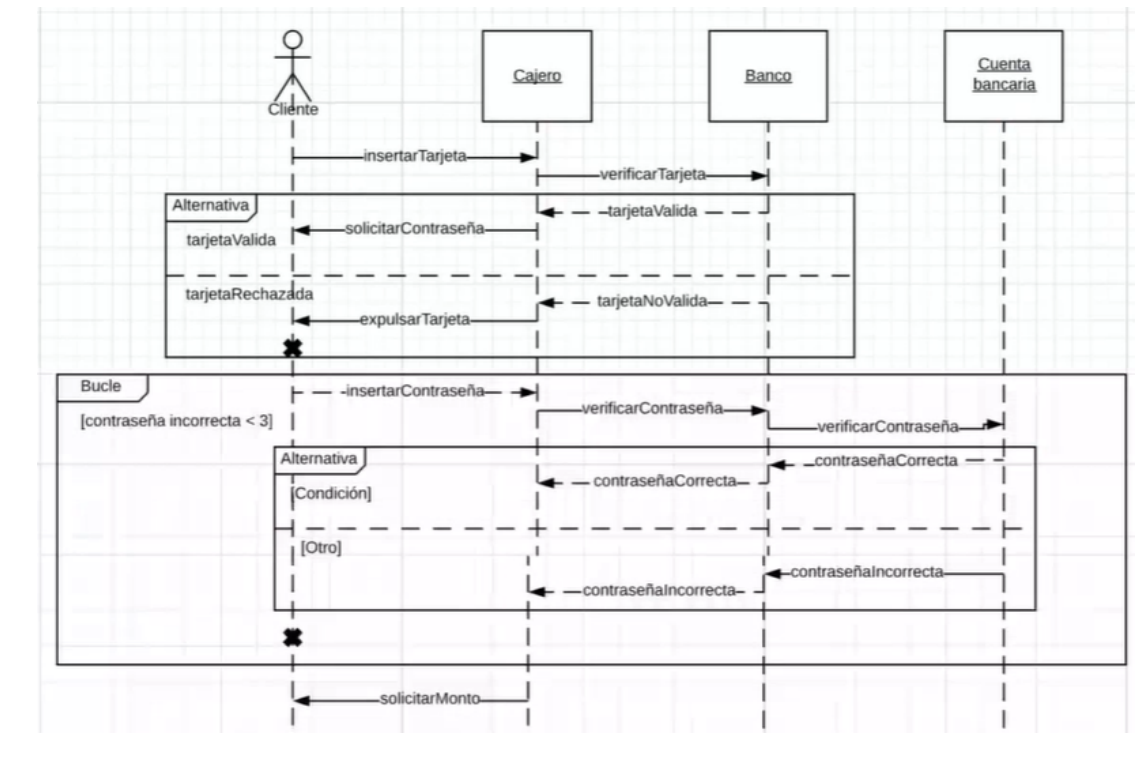 Cliente
Cajero
Banco
Cuenta
bancaria
insertarTarjeta
verificarTarjeta
Alternativa
tarjetaValida
solicitarContraseña
tarjetaValida
tarjetaRechazada
tarjetaNoValida
expulsarTarjeta
Bucle
insertarContraseña
[contraseña incorrecta < 3]
verificarContraseña
verificarContraseña
Alternativa
contraseñaCorrecta
contraseñaCorrecta
[Condición]
[Otro]
contraseñaIncorrecta
contraseñaIncorrecta
solicitarMonto